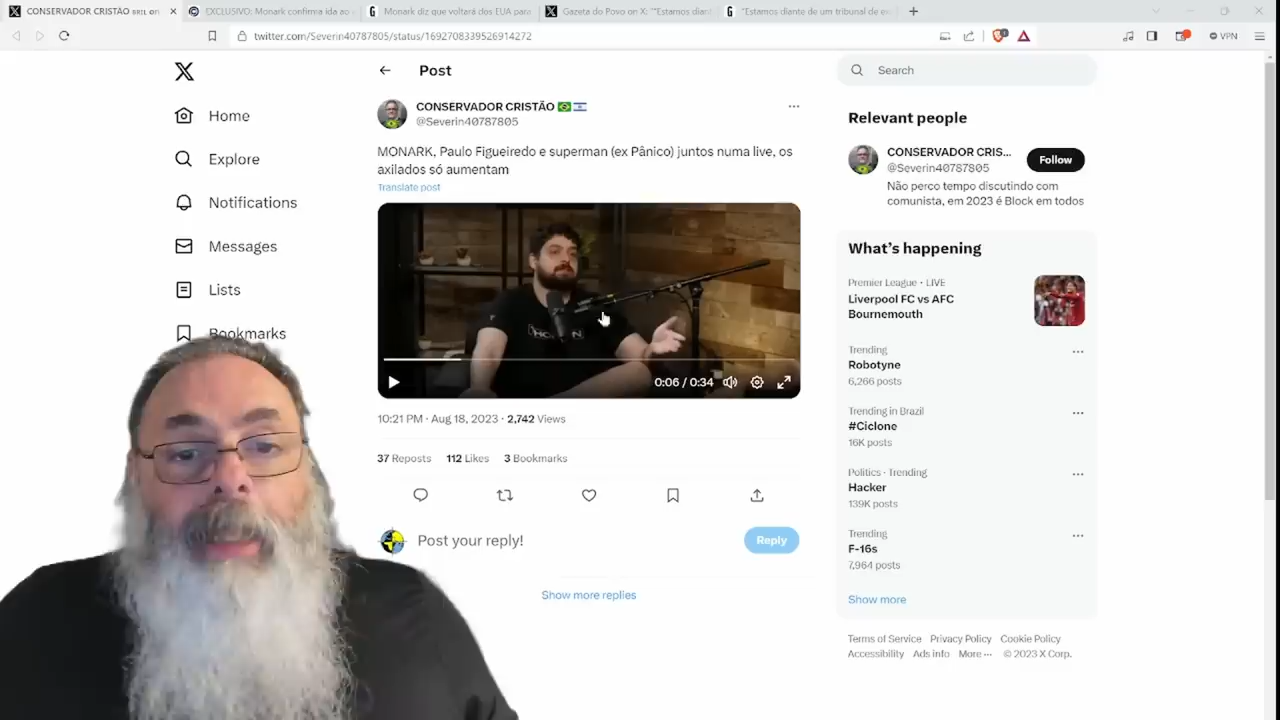 CONSERVADOR CRISTÃO
EXCLUSIVO: Monark confirma ida ao
Monark diz que voltará dos EUA para
Gazeta do Povo on X: "“Estamos diant
"Estamos diante de um tribunal de ex
twitter.com/Severin40787805/status/1692708339526914272
VPN
Post
Search
Home
Explore
Notifications
Messages
Lists
Bookmarks
CONSERVADOR CRISTÃO
@Severin40787805
MONARK, Paulo Figueiredo e superman (ex Pânico) juntos numa live, os
axilados só aumentam
Translate post
0:06 / 0:34
10:21 PM · Aug 18, 2023 · 2,742 Views
37 Reposts 112 Likes 3 Bookmarks
Post your reply!
Reply
Show more replies
Relevant people
CONSERVADOR CRIS...
@Severin40787805
Follow
Não perco tempo discutindo com
comunista, em 2023 é Block em todos
What's happening
Premier League · LIVE
Liverpool FC vs AFC
Bournemouth
Trending
Robotyne
6,266 posts
Trending in Brazil
#Ciclone
16K posts
Politics · Trending
Hacker
139K posts
Trending
F-16s
7,964 posts
Show more
Terms of Service Privacy Policy Cookie Policy
Accessibility Ads info More ··· © 2023 X Corp.